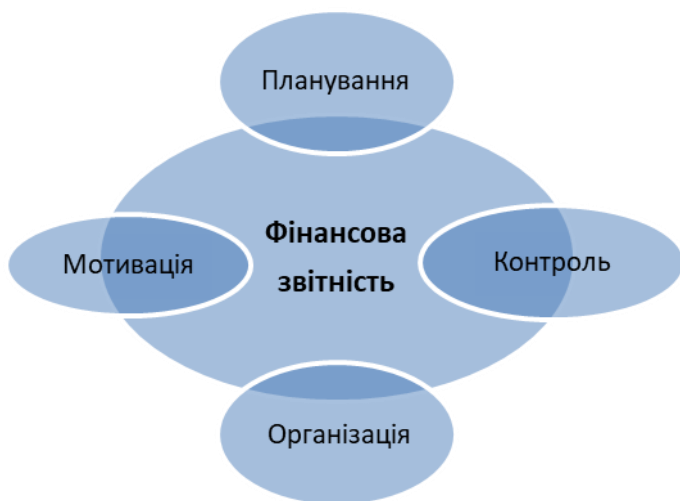 Планування
Фінансова
звітність
Мотивація
Контроль
Організація